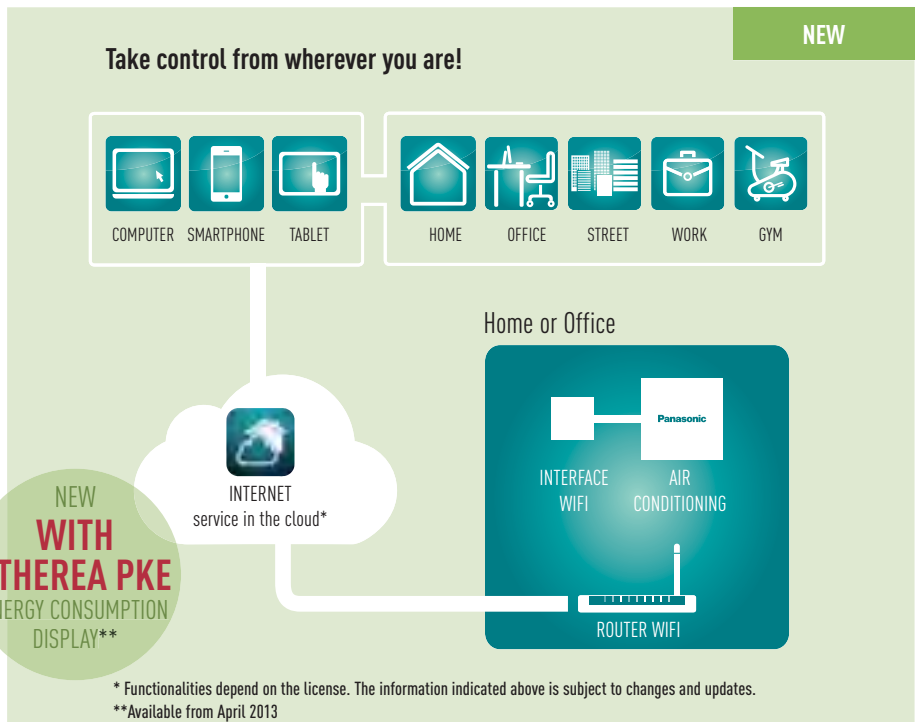 NEW
Take control from wherever you are!
COMPUTER SMARTPHONE TABLET HOME OFFICE STREET WORK GYM
Home or Office
Panasonic
INTERFACE
WIFI
AIR
CONDITIONING
ROUTER WIFI
INTERNET
service in the cloud*
NEW
WITH
THEREA PKE
NERGY CONSUMPTION
DISPLAY**
* Functionalities depend on the license. The information indicated above is subject to changes and updates.
**Available from April 2013